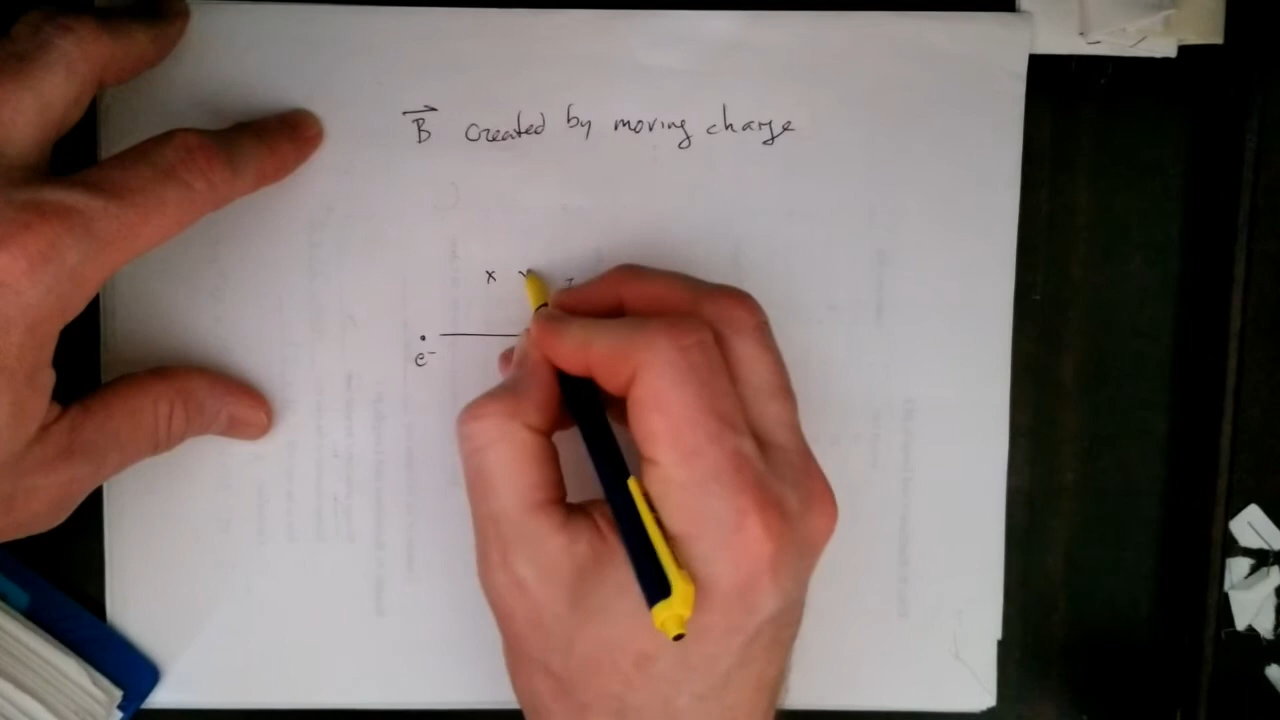 B⃗ created by moving charge
x x
e⁻